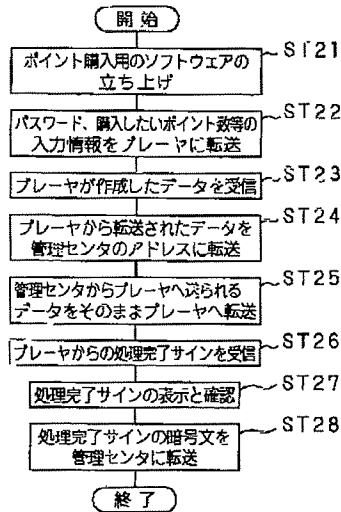 開始
ST21
ポイント購入用のソフトウェアの
立ち上げ
ST22
パスワード、購入したいポイント数等の
入力情報をプレーヤに転送
ST23
プレーヤが作成したデータを受信
ST24
プレーヤから転送されたデータを
管理センタのアドレスに転送
ST25
管理センタからプレーヤへ送られる
データをそのままプレーヤへ転送
ST26
プレーヤからの処理完了サインを受信
ST27
処理完了サインの表示と確認
ST28
処理完了サインの暗号文を
管理センタに転送
終了